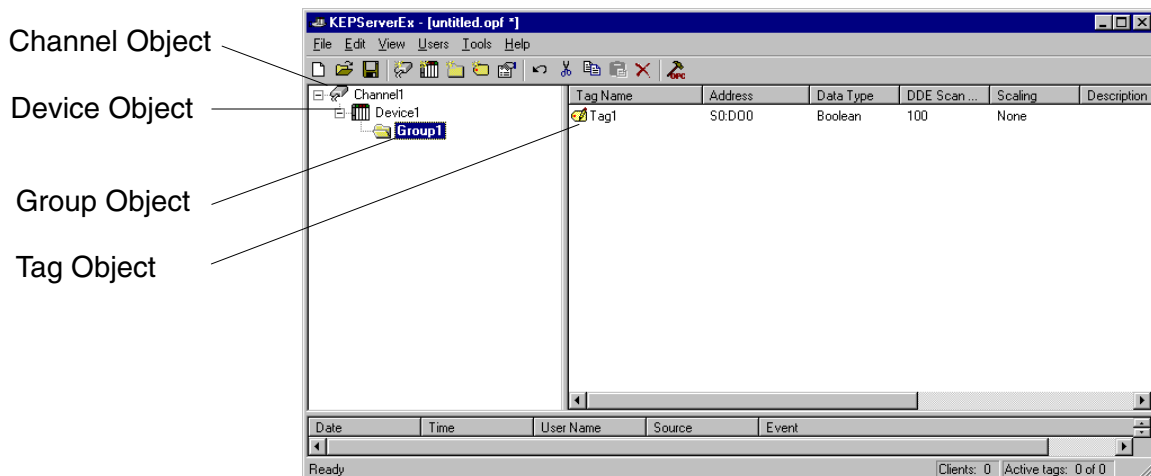 Channel Object
Device Object
Group Object
Tag Object
KEPServerEx - [untitled.opf *]
File Edit View Users Tools Help
OPC
Channel1
Device1
Group1
Tag Name Address Data Type DDE Scan ... Scaling Description
Tag1 S0:DO0 Boolean 100 None
Date Time User Name Source Event
Ready Clients: 0 Active tags: 0 of 0